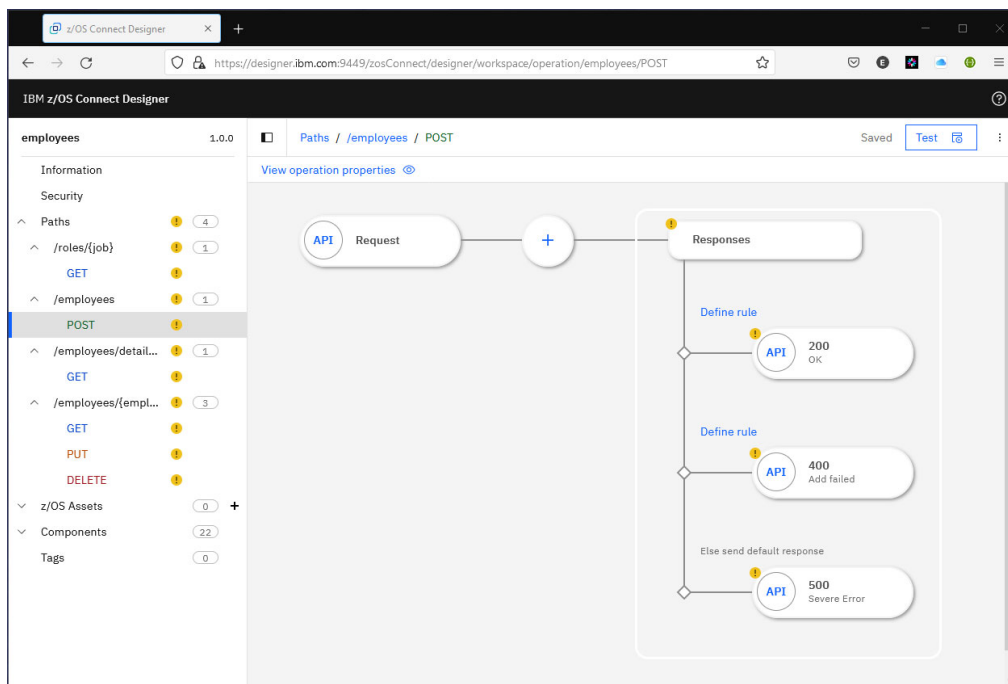 z/OS Connect Designer
https://designer.ibm.com:9449/zosConnect/designer/workspace/operation/employees/POST
E
IBM z/OS Connect Designer
employees 1.0.0
Paths / /employees / POST
Saved
Test
Information
View operation properties
Security
Paths ! 4
/roles/{job} ! 1
GET !
/employees ! 1
POST !
/employees/detail... ! 1
GET !
/employees/{empl... ! 3
GET !
PUT !
DELETE !
z/OS Assets 0 +
Components 22
Tags 0
API Request
+
! Responses
Define rule
! API 200
OK
Define rule
! API 400
Add failed
Else send default response
! API 500
Severe Error